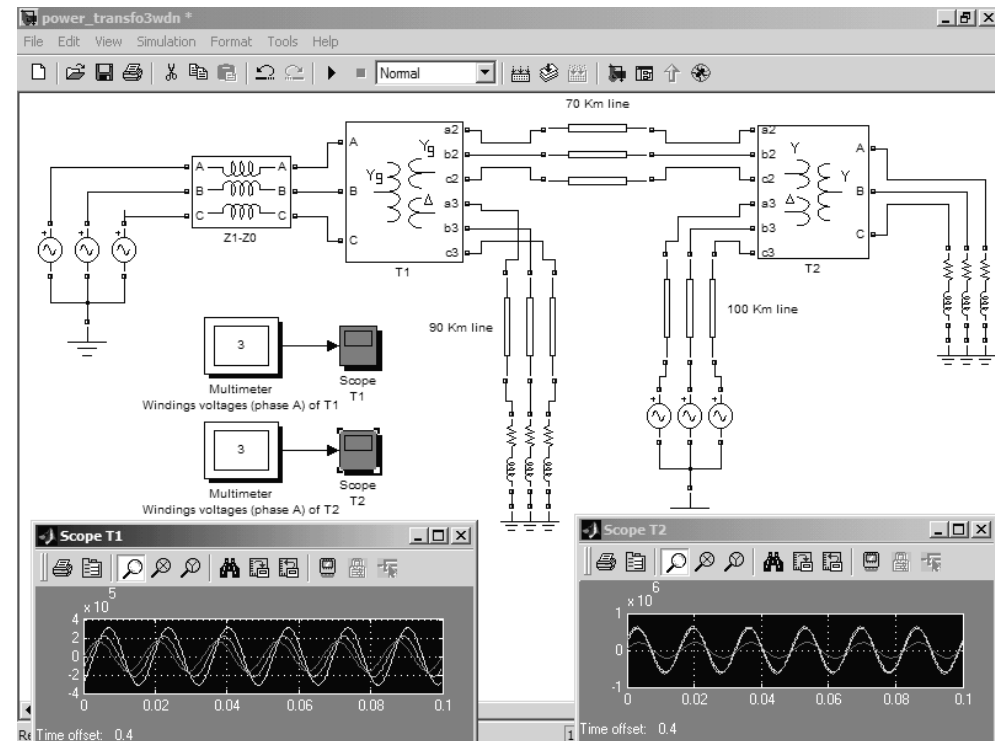 power_transfo3wdn *
File Edit View Simulation Format Tools Help
Normal
70 Km line
A
B
C
A
B
C
Z1-Z0
A
B
C
Yg
Yg
Δ
a2
b2
c2
a3
b3
c3
T1
a2
b2
c2
a3
b3
c3
Y
Y
Δ
A
B
C
T2
90 Km line
100 Km line
3
Multimeter
Windings voltages (phase A) of T1
Scope
T1
3
Multimeter
Windings voltages (phase A) of T2
Scope
T2
Scope T1
x 10 5
4
2
0
-2
-4
0 0.02 0.04 0.06 0.08 0.1
Time offset: 0.4
Scope T2
x 10 6
1
0
-1
0 0.02 0.04 0.06 0.08 0.1
Time offset: 0.4
1